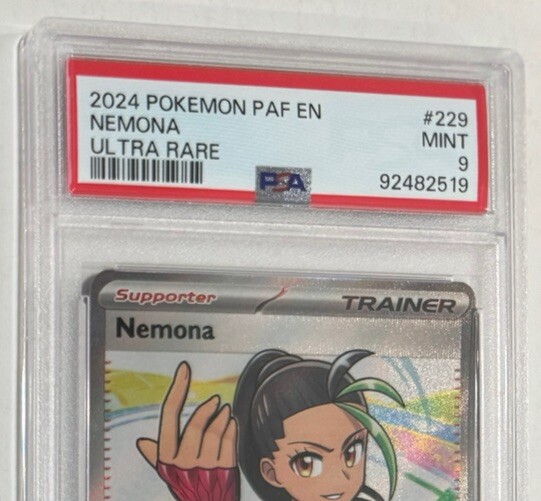 2024 POKEMON PAF EN #229
NEMONA MINT
ULTRA RARE 9
PSA 92482519
Supporter TRAINER
Nemona